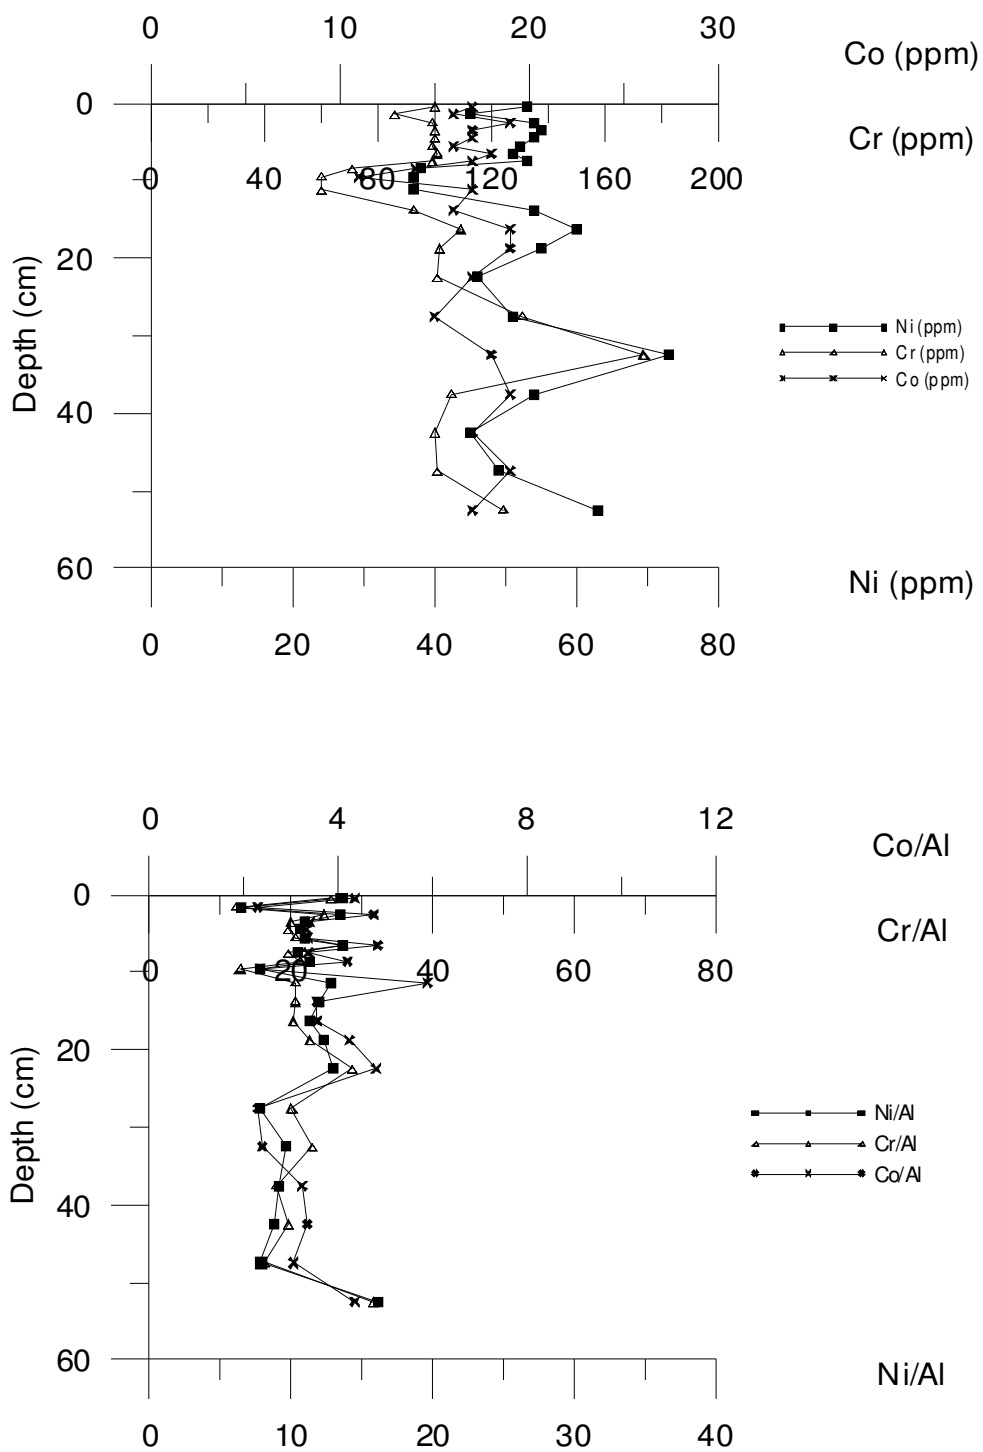 0 10 20 30
Co (ppm)
0
Cr (ppm)
0 40 80 120 160 200
20
Depth (cm)
Ni (ppm)
Cr (ppm)
Co (ppm)
40
60
Ni (ppm)
0 20 40 60 80
0 4 8 12
Co/Al
0
Cr/Al
0 20 40 60 80
20
Depth (cm)
Ni/Al
Cr/Al
Co/Al
40
60
Ni/Al
0 10 20 30 40